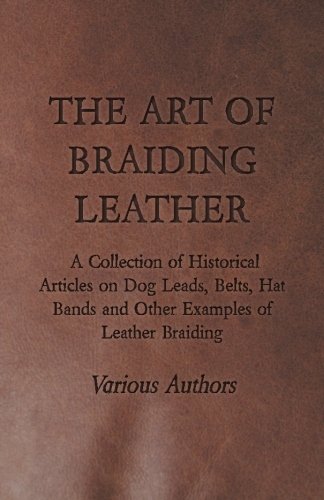 THE ART OF
BRAIDING
LEATHER
A Collection of Historical
Articles on Dog Leads, Belts, Hat
Bands and Other Examples of
Leather Braiding
Various Authors